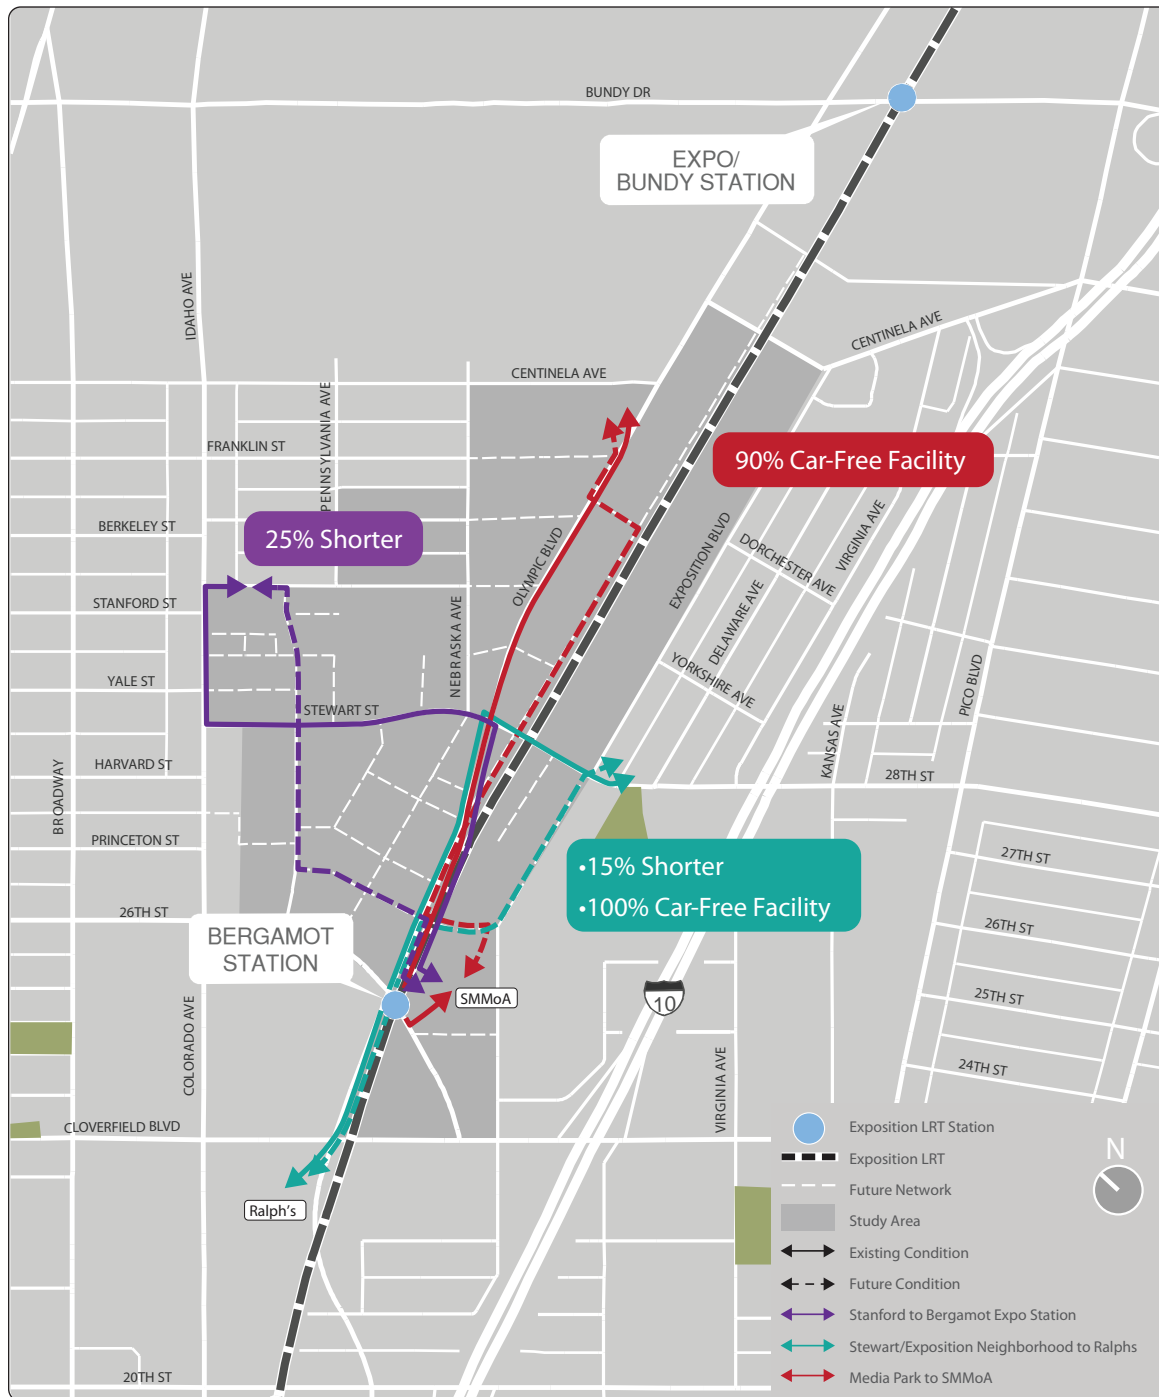 BUNDY DR
EXPO/
BUNDY STATION
IDAHO AVE
CENTINELA AVE
CENTINELA AVE
PENNSYLVANIA AVE
FRANKLIN ST
90% Car-Free Facility
BERKELEY ST
25% Shorter
OLYMPIC BLVD
EXPOSITION BLVD
VIRGINIA AVE
DORCHESTER AVE
STANFORD ST
NEBRASKA AVE
DELAWARE AVE
YORKSHIRE AVE
PICO BLVD
YALE ST
STEWART ST
KANSAS AVE
HARVARD ST
28TH ST
BROADWAY
PRINCETON ST
•15% Shorter
•100% Car-Free Facility
27TH ST
26TH ST
26TH ST
BERGAMOT
STATION
SMMoA
10
25TH ST
COLORADO AVE
VIRGINIA AVE
24TH ST
CLOVERFIELD BLVD
Ralph's
20TH ST
Exposition LRT Station
Exposition LRT
N
Future Network
Study Area
Existing Condition
Future Condition
Stanford to Bergamot Expo Station
Stewart/Exposition Neighborhood to Ralphs
Media Park to SMMoA